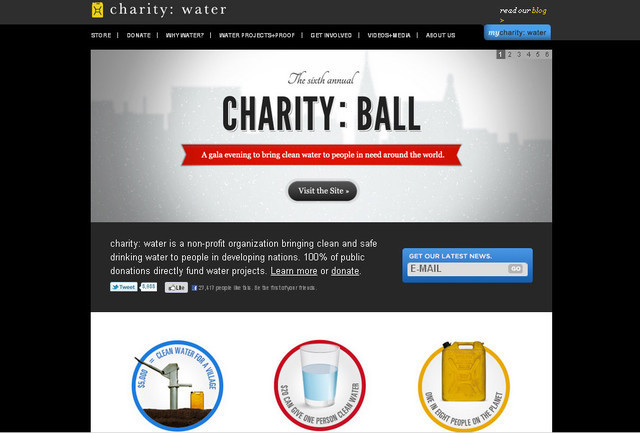 charity: water
read our blog
>
STORE | DONATE | WHY WATER? | WATER PROJECTS+PROOF | GET INVOLVED | VIDEOS+MEDIA | ABOUT US
my charity: water
1 2 3 4 5 6
The sixth annual
CHARITY: BALL
A gala evening to bring clean water to people in need around the world.
Visit the Site »
charity: water is a non-profit organization bringing clean and safe
drinking water to people in developing nations. 100% of public
donations directly fund water projects. Learn more or donate.
GET OUR LATEST NEWS.
E-MAIL GO
Tweet
Like
people like this. Be the first of your friends.
$5,000 = CLEAN WATER FOR A VILLAGE
$20 CAN GIVE ONE PERSON CLEAN WATER
ONE IN EIGHT PEOPLE ON THE PLANET